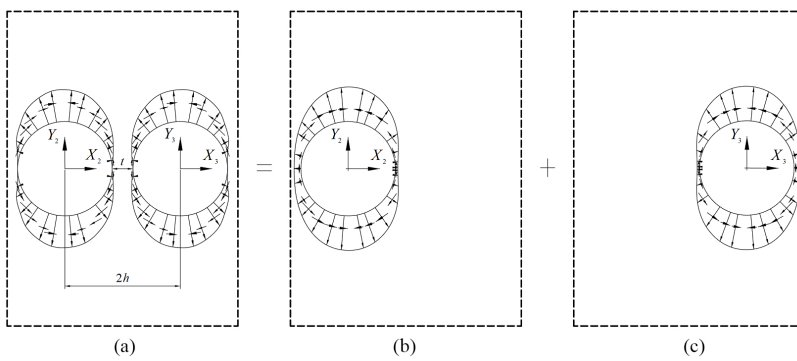 Y₂ Y₃ Y₂ Y₃
X₂ t X₃ = X₂ + X₃
2h
(a) (b) (c)